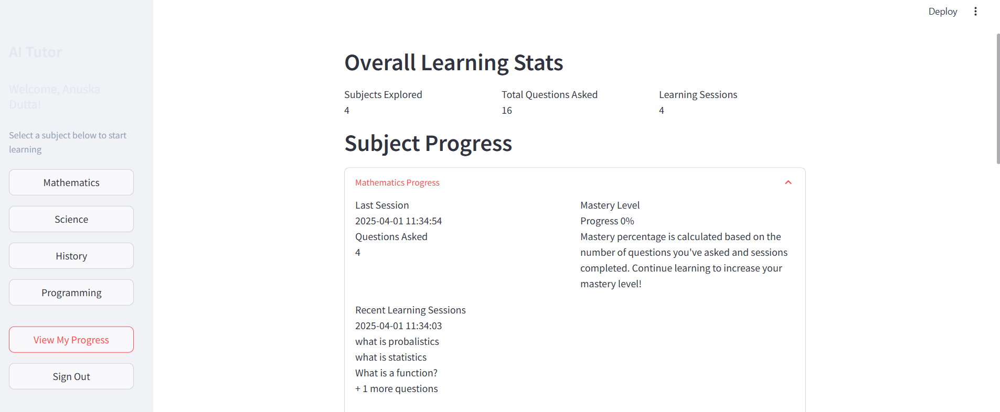 Deploy
AI Tutor
Welcome, Anuska
Dutta!
Select a subject below to start
learning
Mathematics
Science
History
Programming
View My Progress
Sign Out
Overall Learning Stats
Subjects Explored
4
Total Questions Asked
16
Learning Sessions
4
Subject Progress
Mathematics Progress
Last Session
2025-04-01 11:34:54
Questions Asked
4
Mastery Level
Progress 0%
Mastery percentage is calculated based on the
number of questions you've asked and sessions
completed. Continue learning to increase your
mastery level!
Recent Learning Sessions
2025-04-01 11:34:03
what is probalistics
what is statistics
What is a function?
+ 1 more questions